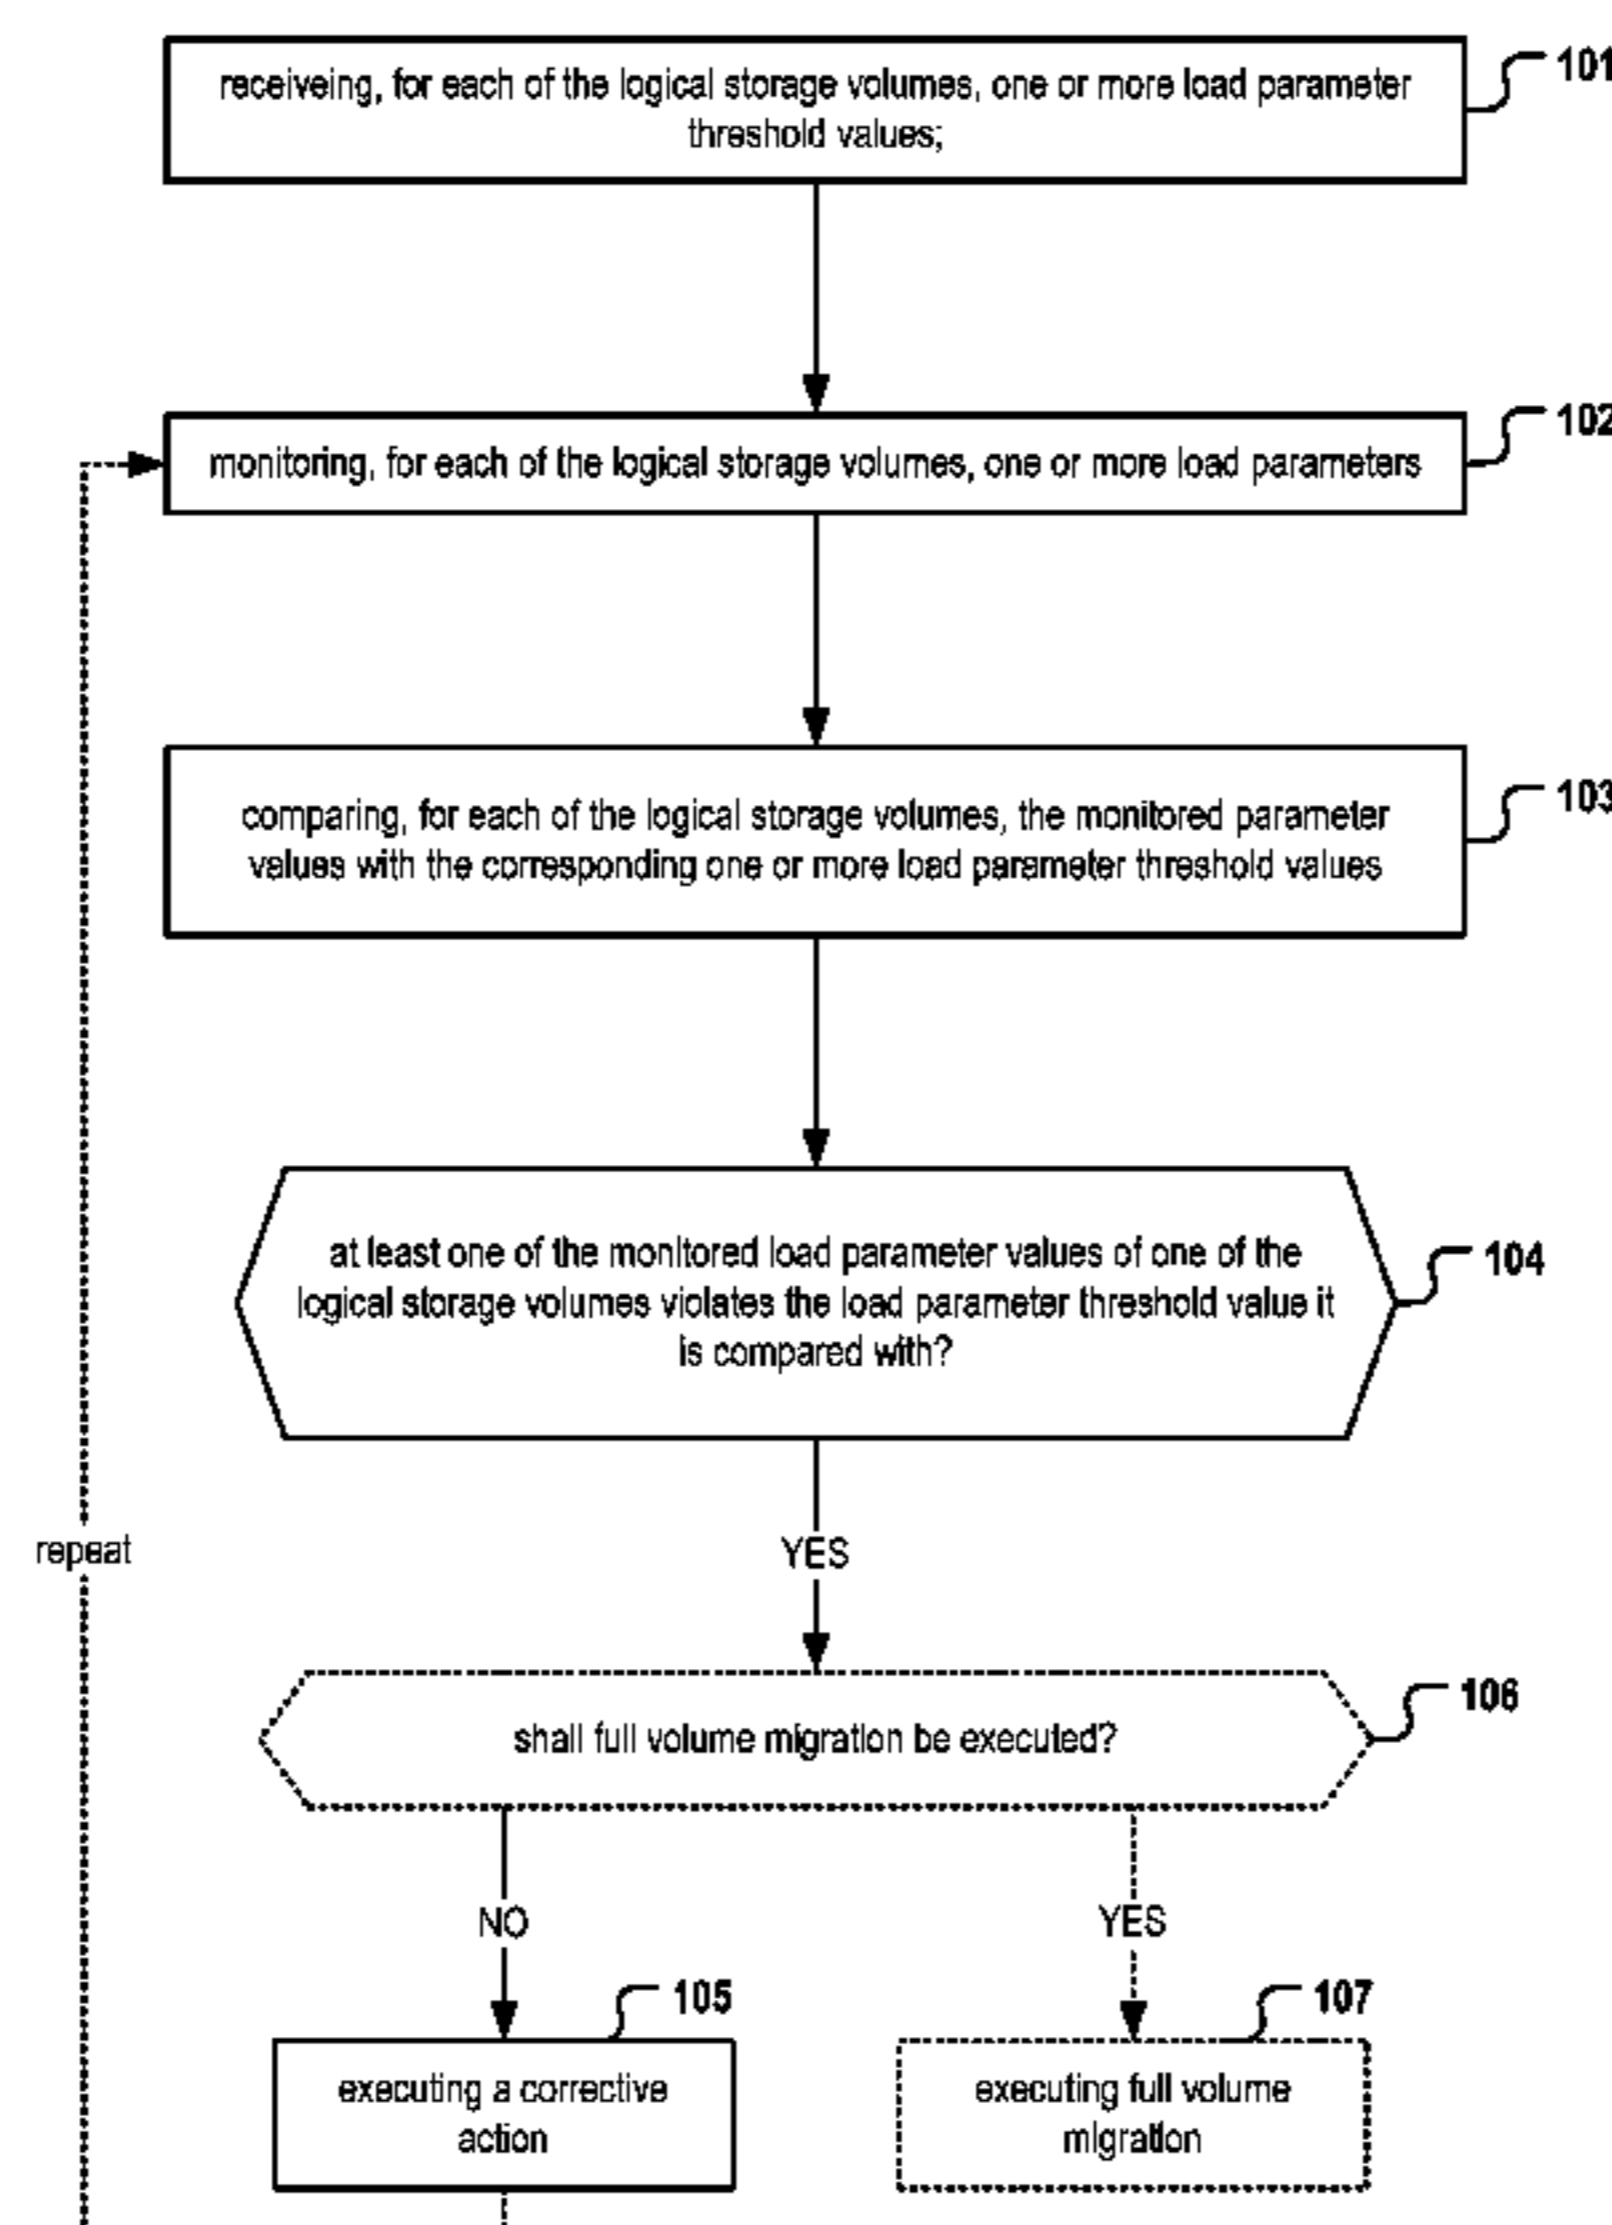 101
receiveing, for each of the logical storage volumes, one or more load parameter
threshold values;
102
monitoring, for each of the logical storage volumes, one or more load parameters
103
comparing, for each of the logical storage volumes, the monitored parameter
values with the corresponding one or more load parameter threshold values
at least one of the monitored load parameter values of one of the
104
logical storage volumes violates the load parameter threshold value it
is compared with?
repeat
YES
106
shall full volume migration be executed?
NO
YES
105
107
executing a corrective
action
executing full volume
migration